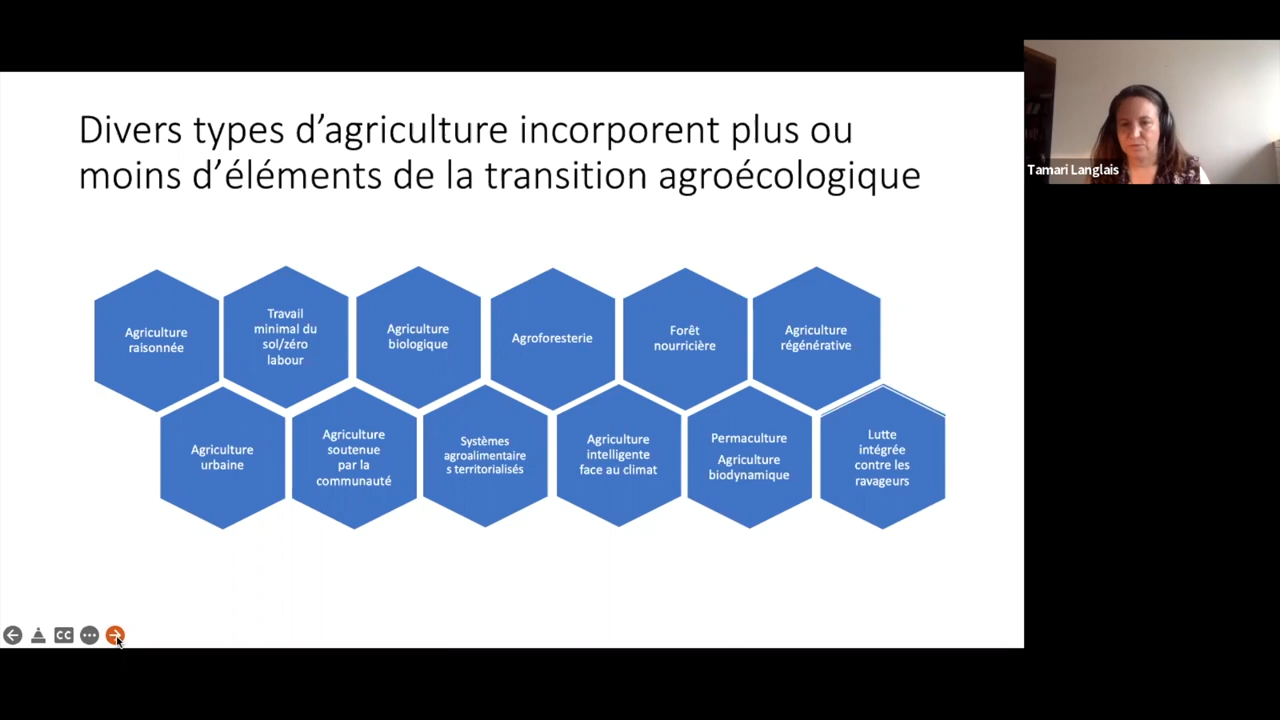 Divers types d’agriculture incorporent plus ou
moins d’éléments de la transition agroécologique
Tamari Langlais
Agriculture
raisonnée
Travail
minimal du
sol/zéro
labour
Agriculture
biologique
Agroforesterie
Forêt
nourricière
Agriculture
régénérative
Agriculture
urbaine
Agriculture
soutenue
par la
communauté
Systèmes
agroalimentaire
s territorialisés
Agriculture
intelligente
face au climat
Permaculture
Agriculture
biodynamique
Lutte
intégrée
contre les
ravageurs
CC